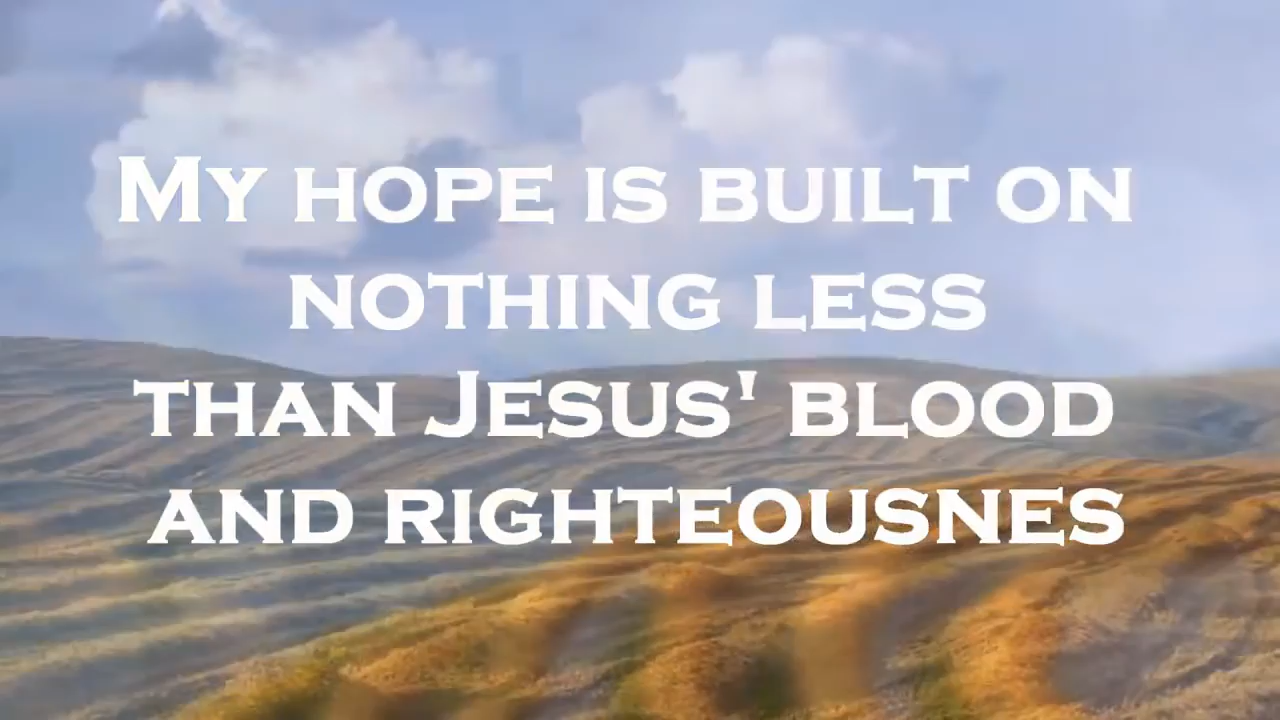 My hope is built on
nothing less
than Jesus' blood
and righteousnes